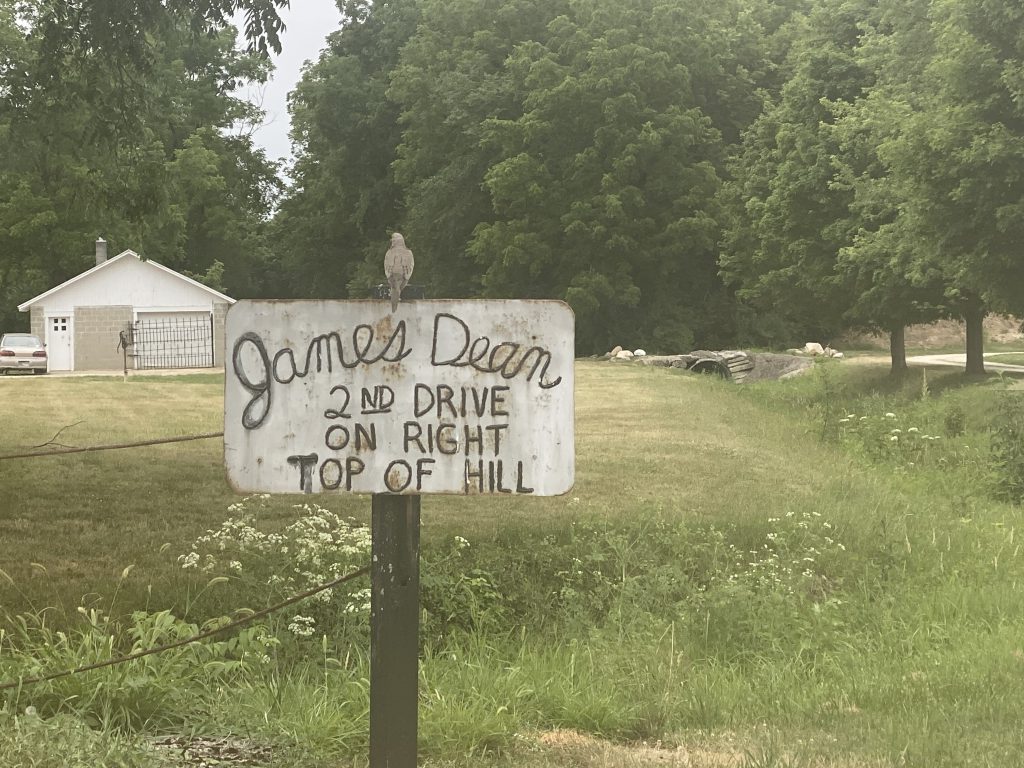 James Dean
2ND DRIVE
ON RIGHT
TOP OF HILL